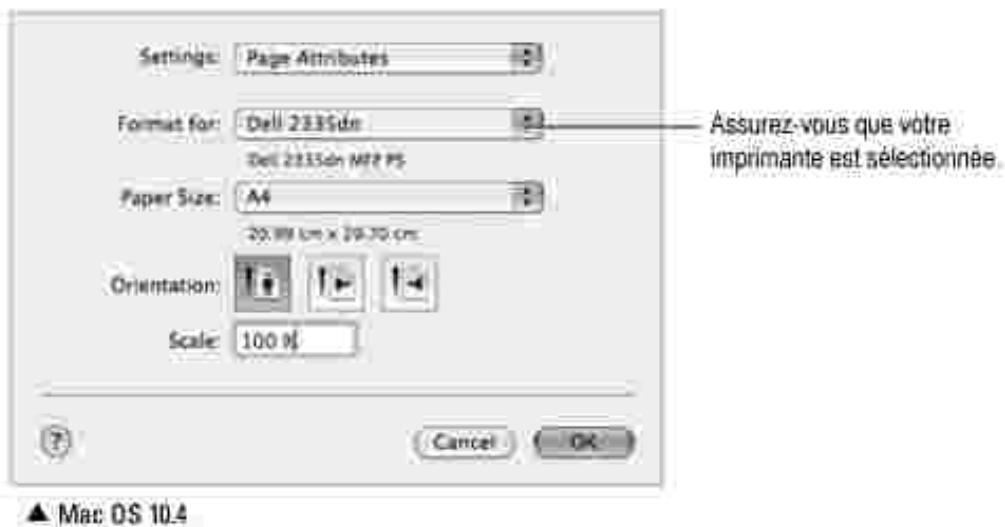 Settings: Page Attributes
Format for: Dell 2335dn
Dell 2335dn MFP PS
Assurez-vous que votre
imprimante est sélectionnée.
Paper Size: A4
20.99 cm x 29.70 cm
Orientation:
Scale: 100 %
?
Cancel OK
▲ Mac OS 10.4